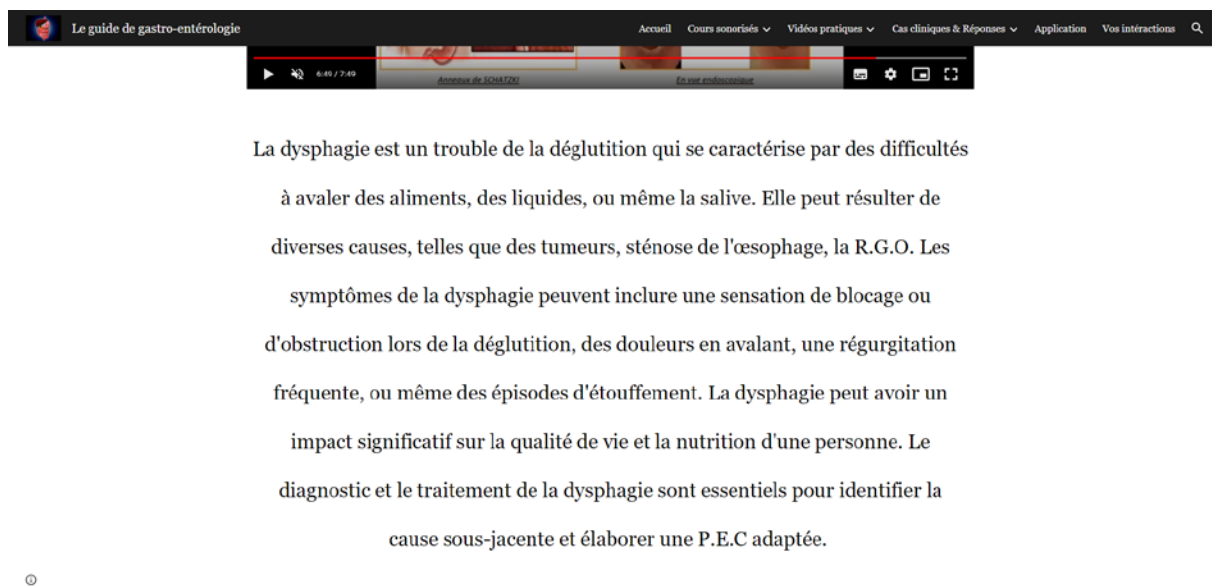 Le guide de gastro-entérologie
Accueil Cours sonorisés Vidéos pratiques Cas cliniques & Réponses Application Vos intéractions
6:49 / 7:49
Anneaux de SCHATZKI En vue endoscopique
La dysphagie est un trouble de la déglutition qui se caractérise par des difficultés
à avaler des aliments, des liquides, ou même la salive. Elle peut résulter de
diverses causes, telles que des tumeurs, sténose de l'œsophage, la R.G.O. Les
symptômes de la dysphagie peuvent inclure une sensation de blocage ou
d'obstruction lors de la déglutition, des douleurs en avalant, une régurgitation
fréquente, ou même des épisodes d'étouffement. La dysphagie peut avoir un
impact significatif sur la qualité de vie et la nutrition d'une personne. Le
diagnostic et le traitement de la dysphagie sont essentiels pour identifier la
cause sous-jacente et élaborer une P.E.C adaptée.